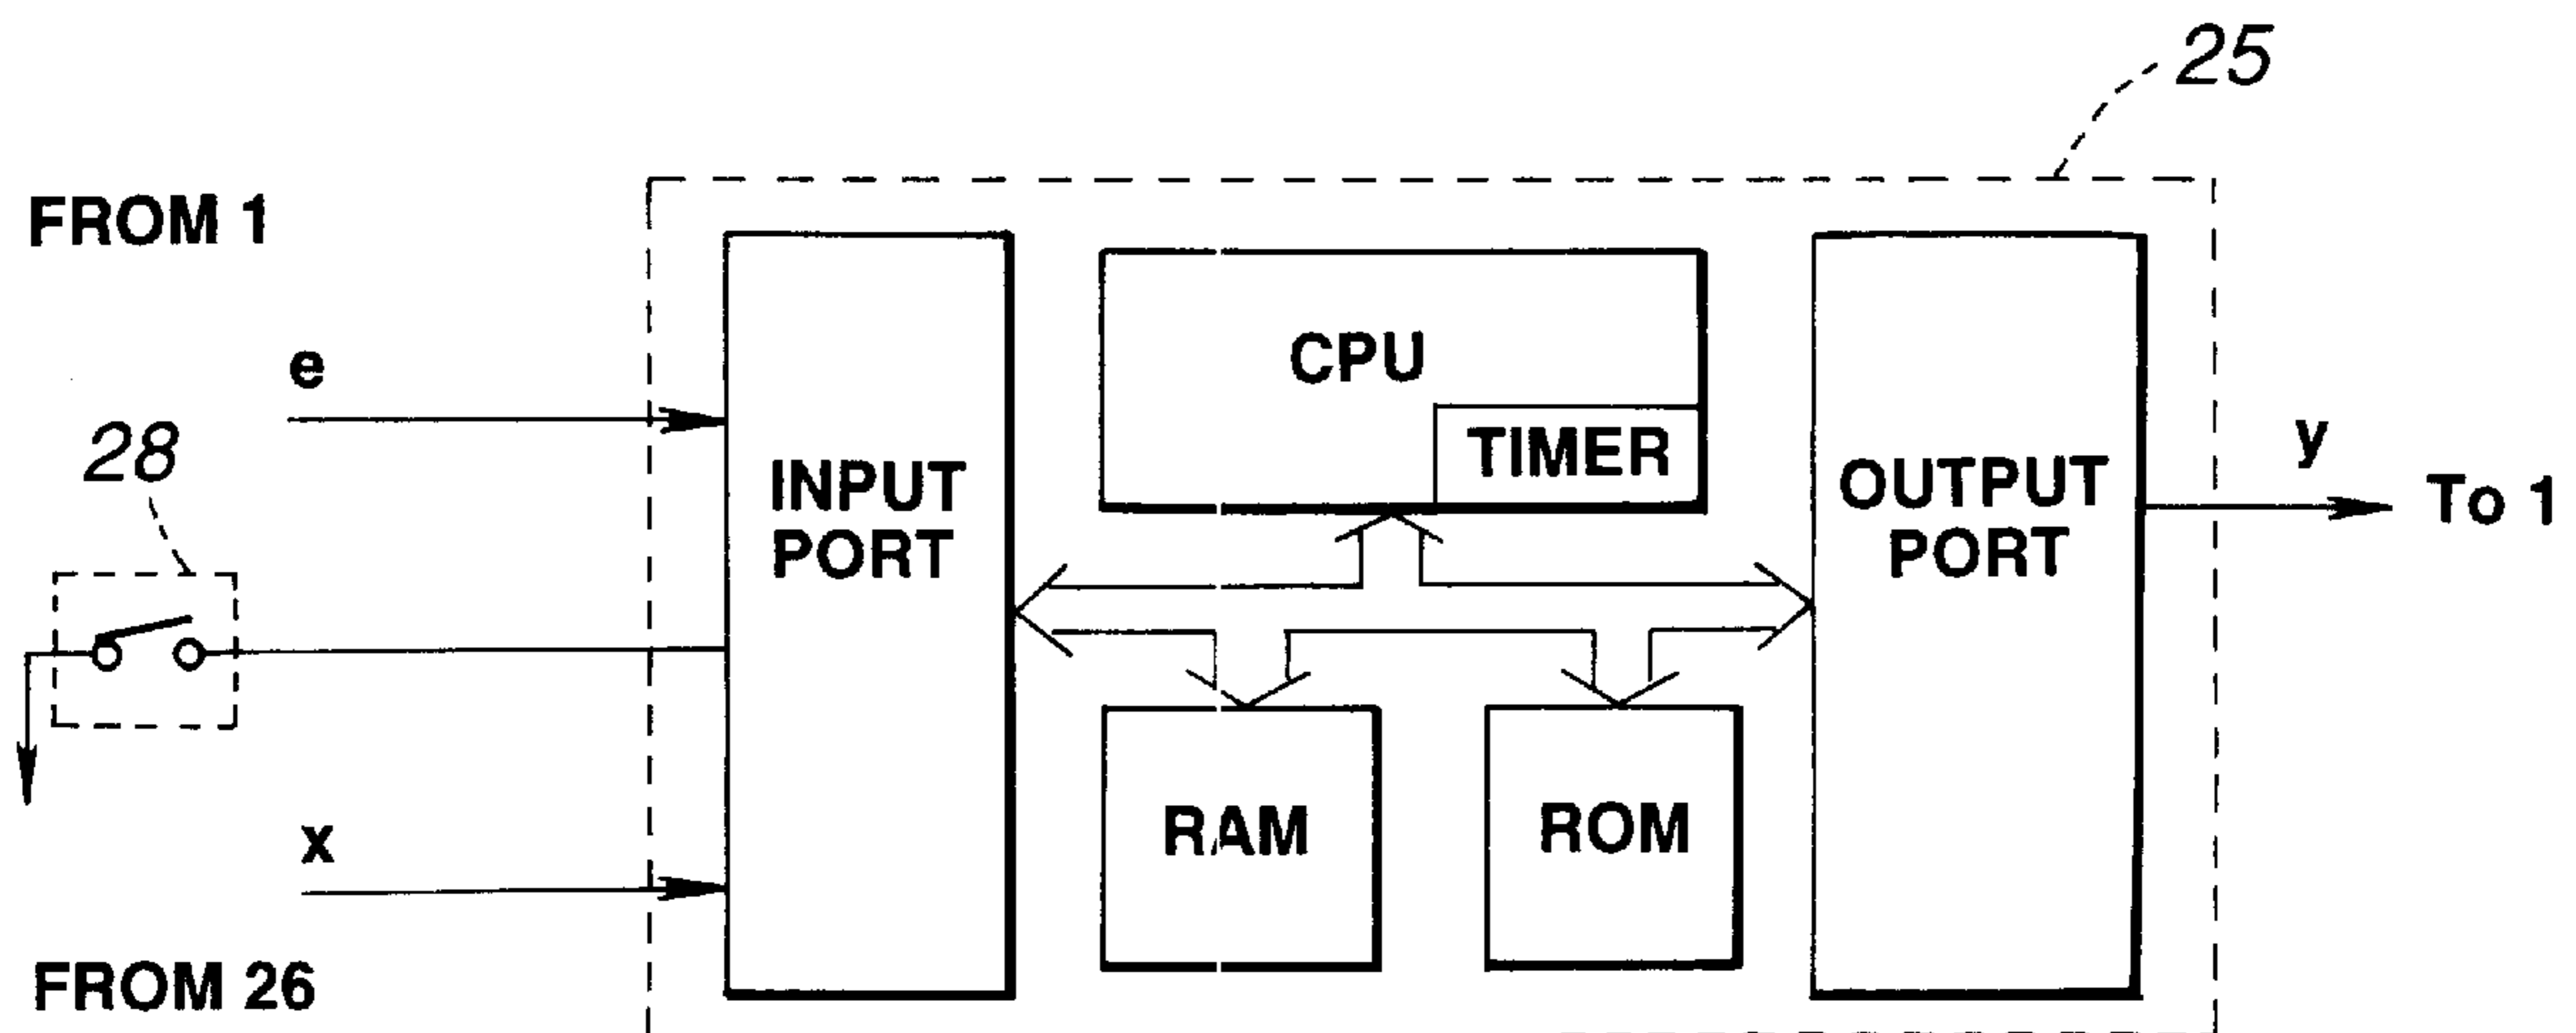 25
FROM 1
e
28
INPUT
PORT
CPU
TIMER
OUTPUT
PORT
y
To 1
x
RAM
ROM
FROM 26